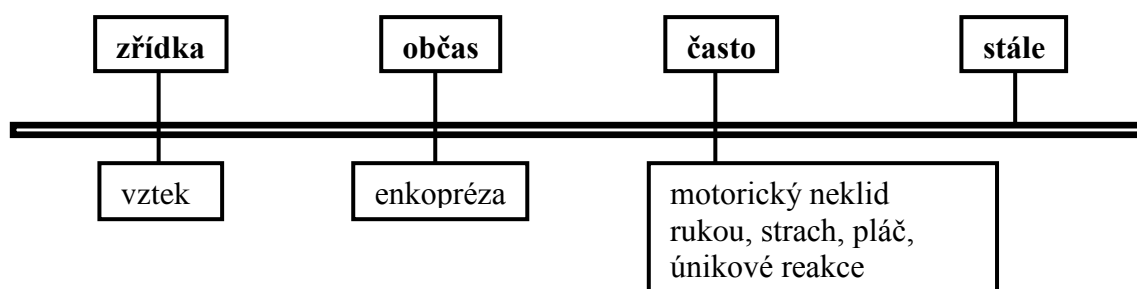 zřídka
občas
často
stále
vztek
enkopréza
motorický neklid
rukou, strach, pláč,
únikové reakce